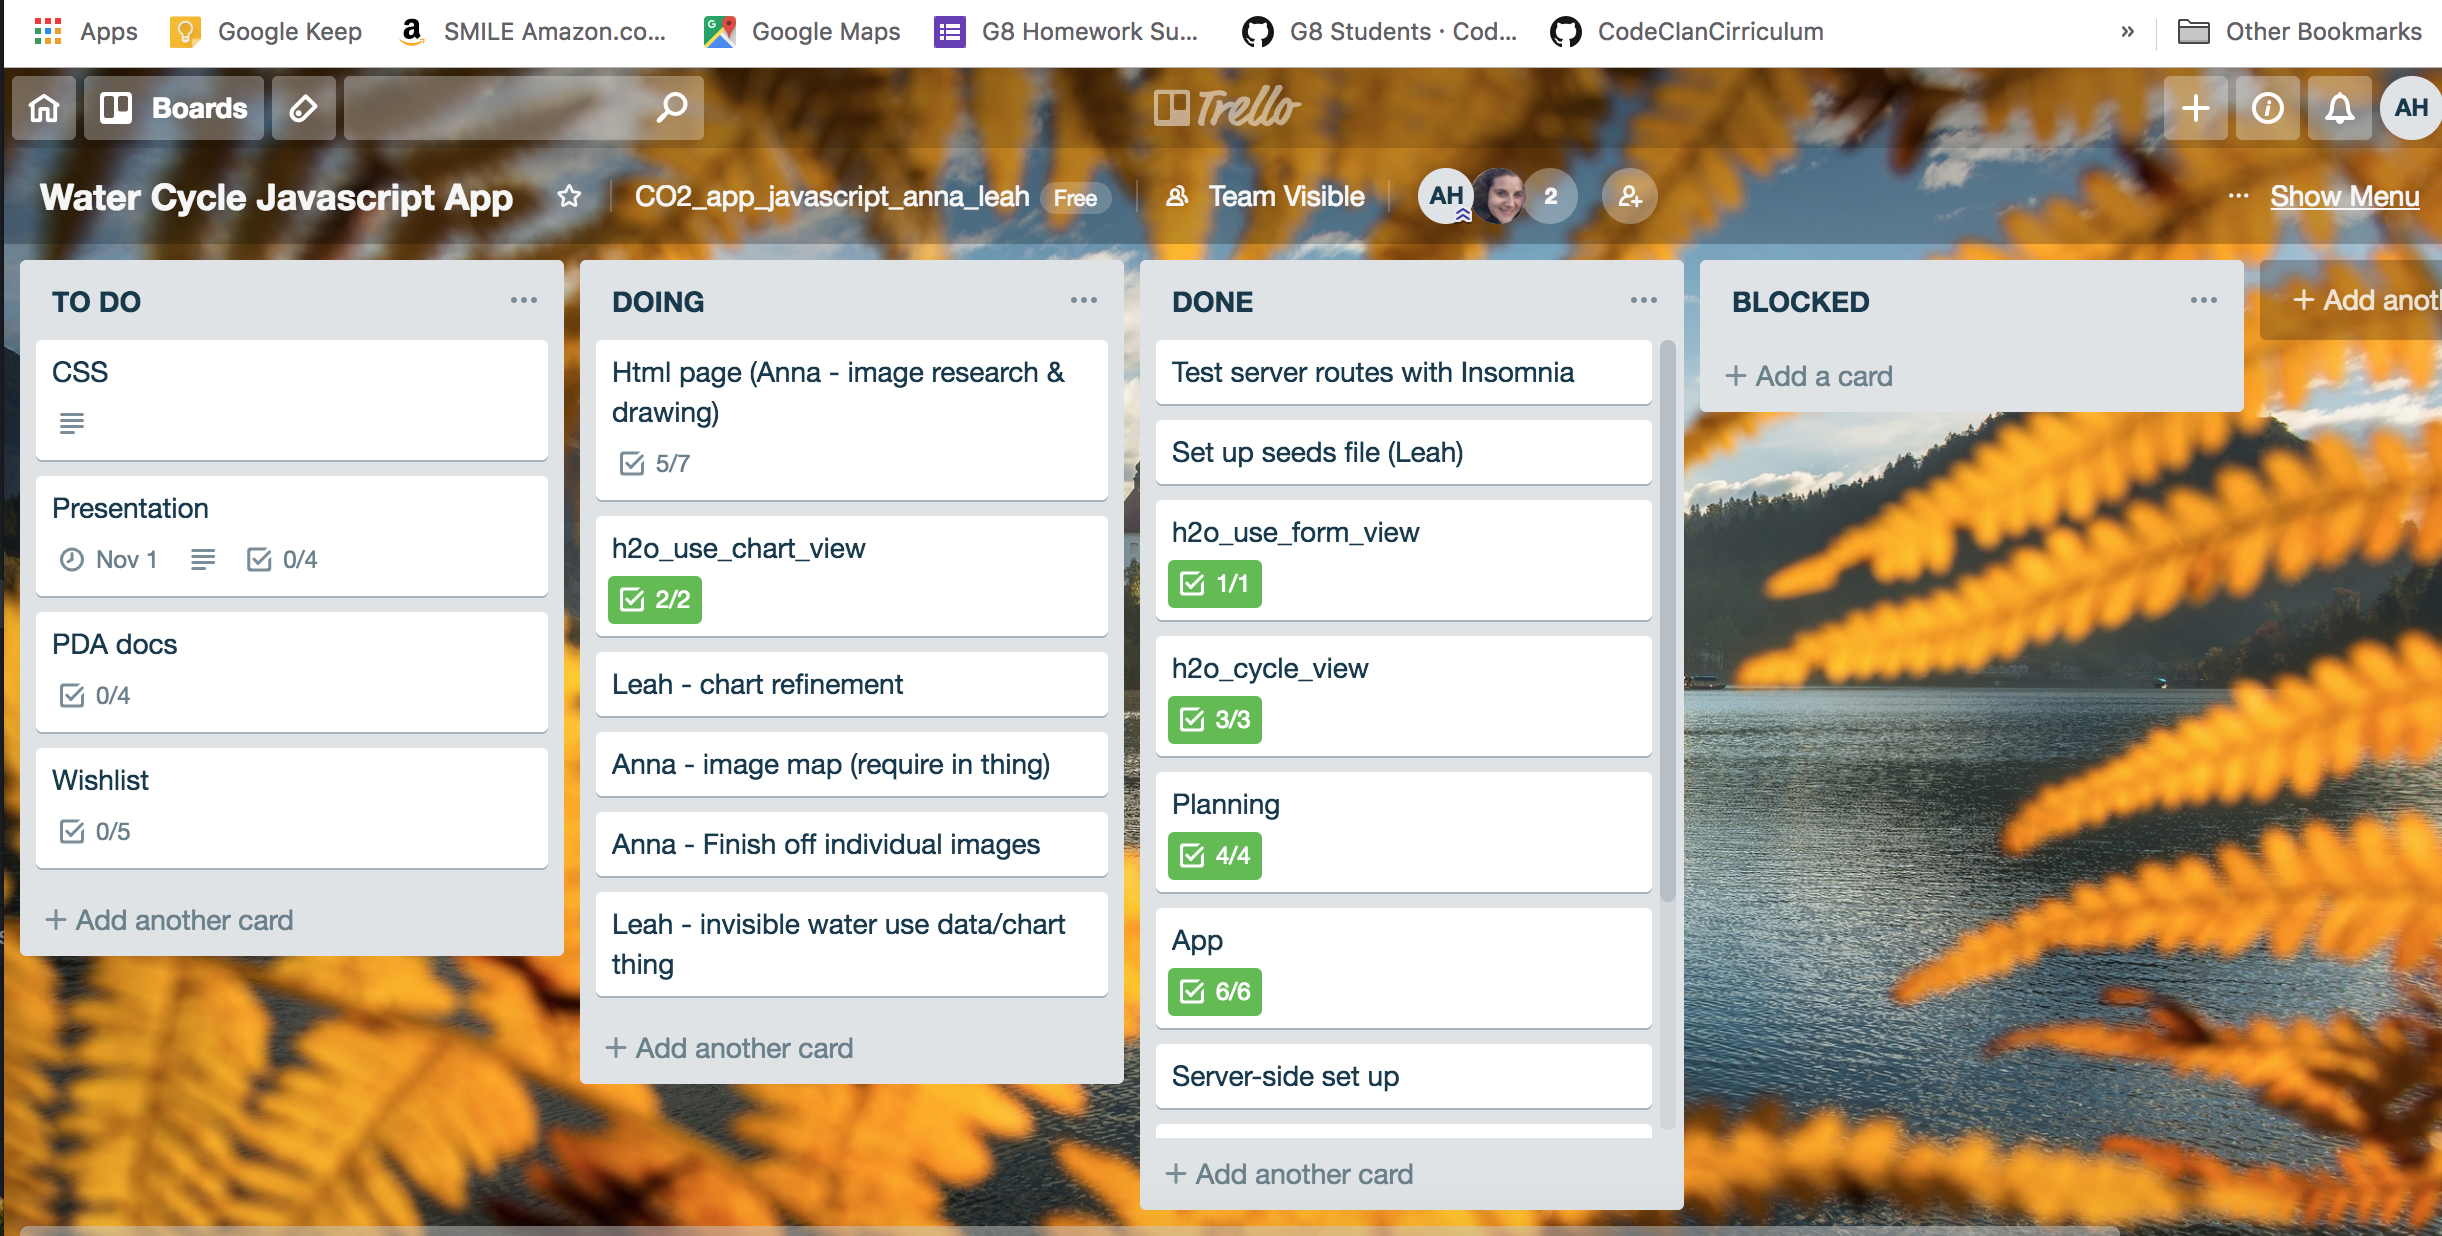 Apps
Google Keep
SMILE Amazon.co...
Google Maps
G8 Homework Su...
G8 Students · Cod...
CodeClanCirriculum
»
Other Bookmarks
Boards
Trello
AH
Water Cycle Javascript App
CO2_app_javascript_anna_leah
Free
Team Visible
AH
2
... Show Menu
TO DO
CSS
Presentation
Nov 1
0/4
PDA docs
0/4
Wishlist
0/5
+ Add another card
DOING
Html page (Anna - image research &
drawing)
5/7
h2o_use_chart_view
2/2
Leah - chart refinement
Anna - image map (require in thing)
Anna - Finish off individual images
Leah - invisible water use data/chart
thing
+ Add another card
DONE
Test server routes with Insomnia
Set up seeds file (Leah)
h2o_use_form_view
1/1
h2o_cycle_view
3/3
Planning
4/4
App
6/6
Server-side set up
+ Add another card
BLOCKED
+ Add a card
+ Add anot